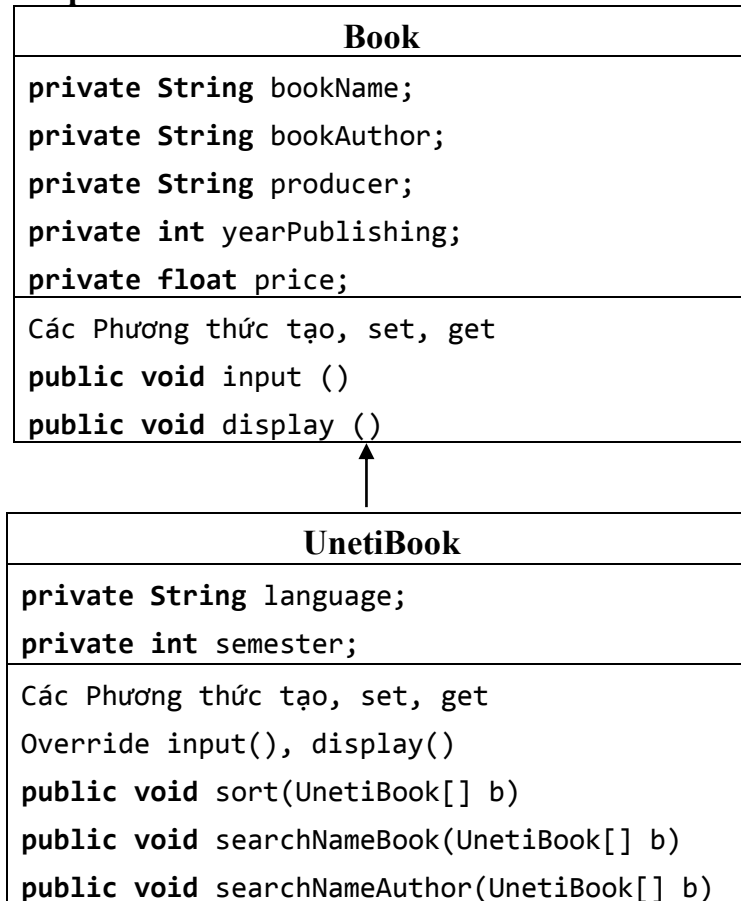 Book
private String bookName;
private String bookAuthor;
private String producer;
private int yearPublishing;
private float price;
Các Phương thức tạo, set, get
public void input ()
public void display ()
UnetiBook
private String language;
private int semester;
Các Phương thức tạo, set, get
Override input(), display()
public void sort(UnetiBook[] b)
public void searchNameBook(UnetiBook[] b)
public void searchNameAuthor(UnetiBook[] b)